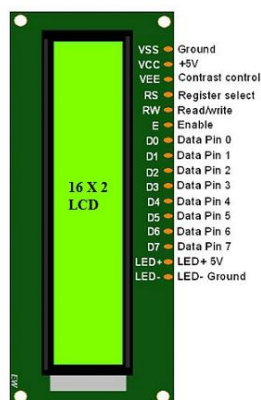 VSS Ground
VCC +5V
VEE Contrast control
RS Register select
RW Read/write
E Enable
D0 Data Pin 0
D1 Data Pin 1
D2 Data Pin 2
D3 Data Pin 3
D4 Data Pin 4
D5 Data Pin 5
D6 Data Pin 6
D7 Data Pin 7
LED+ LED+ 5V
LED- LED- Ground
16 X 2
LCD
EW